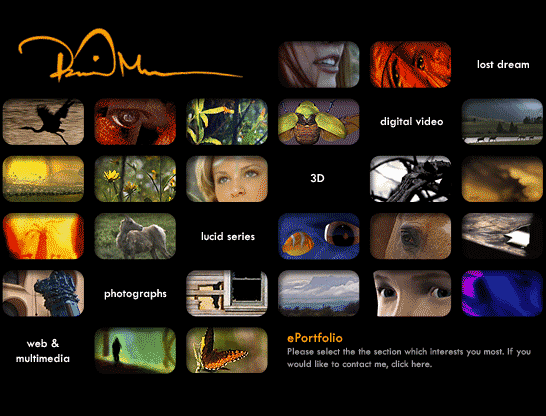 lost dream
digital video
3D
lucid series
photographs
web &
multimedia
ePortfolio
Please select the the section which interests you most. If you
would like to contact me, click here.